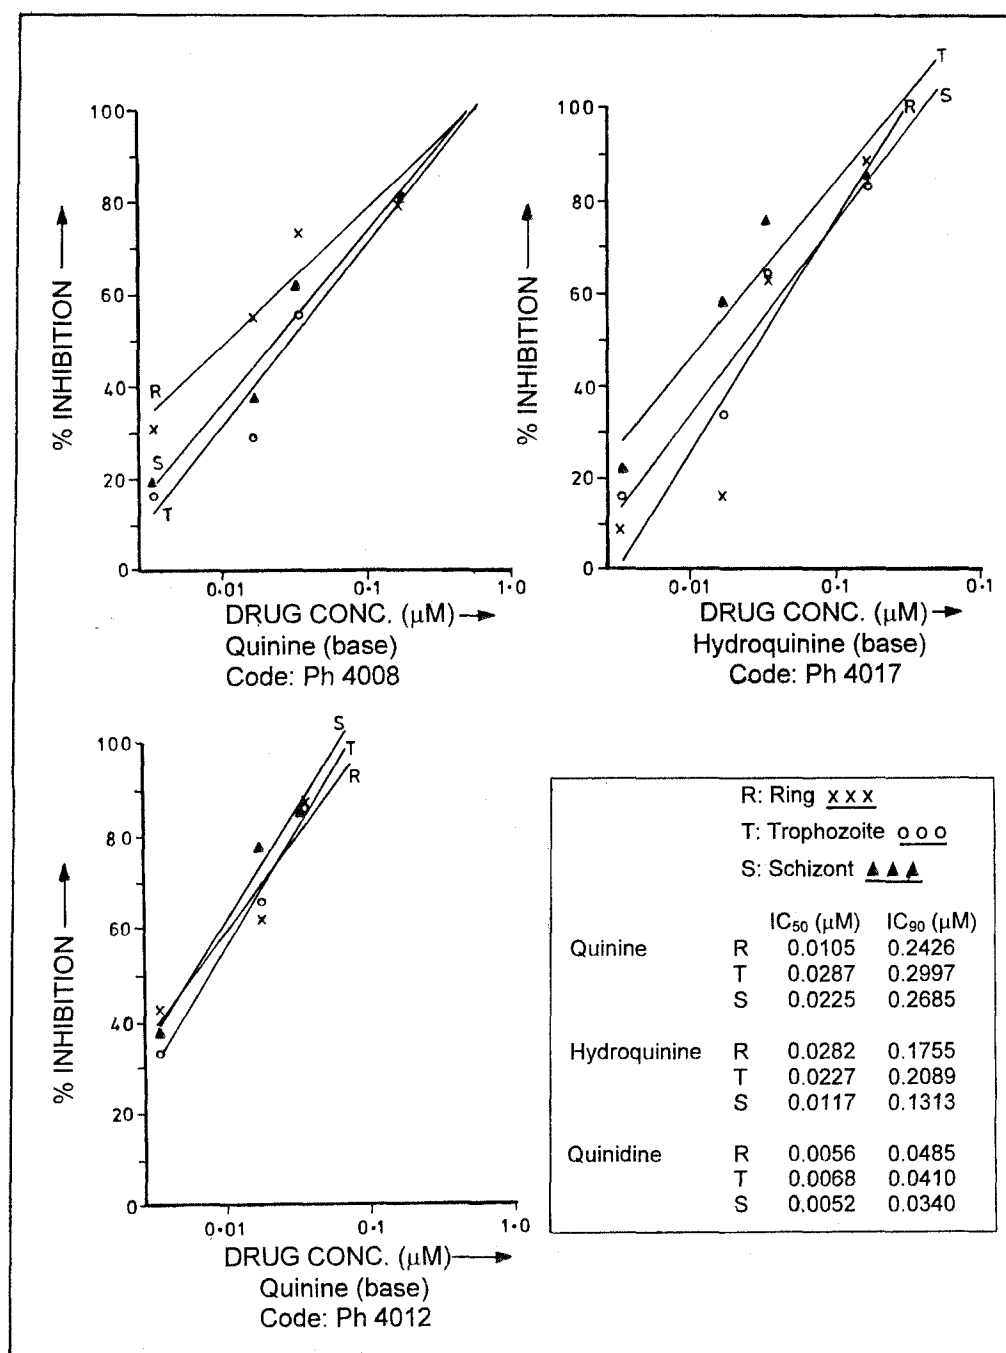 100
80
60
40
20
0
% INHIBITION
R
S
T
0.01 0.1 1.0
DRUG CONC. (μM)
Quinine (base)
Code: Ph 4008
T
S
R
100
80
60
40
20
0
% INHIBITION
0.01 0.1 0.1
DRUG CONC. (μM)
Hydroquinine (base)
Code: Ph 4017
S
T
R
100
80
60
40
20
0
% INHIBITION
0.01 0.1 1.0
DRUG CONC. (μM)
Quinine (base)
Code: Ph 4012
R: Ring x x x
T: Trophozoite o o o
S: Schizont ▲ ▲ ▲
IC50 (μM) IC90 (μM)
Quinine R 0.0105 0.2426
T 0.0287 0.2997
S 0.0225 0.2685
Hydroquinine R 0.0282 0.1755
T 0.0227 0.2089
S 0.0117 0.1313
Quinidine R 0.0056 0.0485
T 0.0068 0.0410
S 0.0052 0.0340